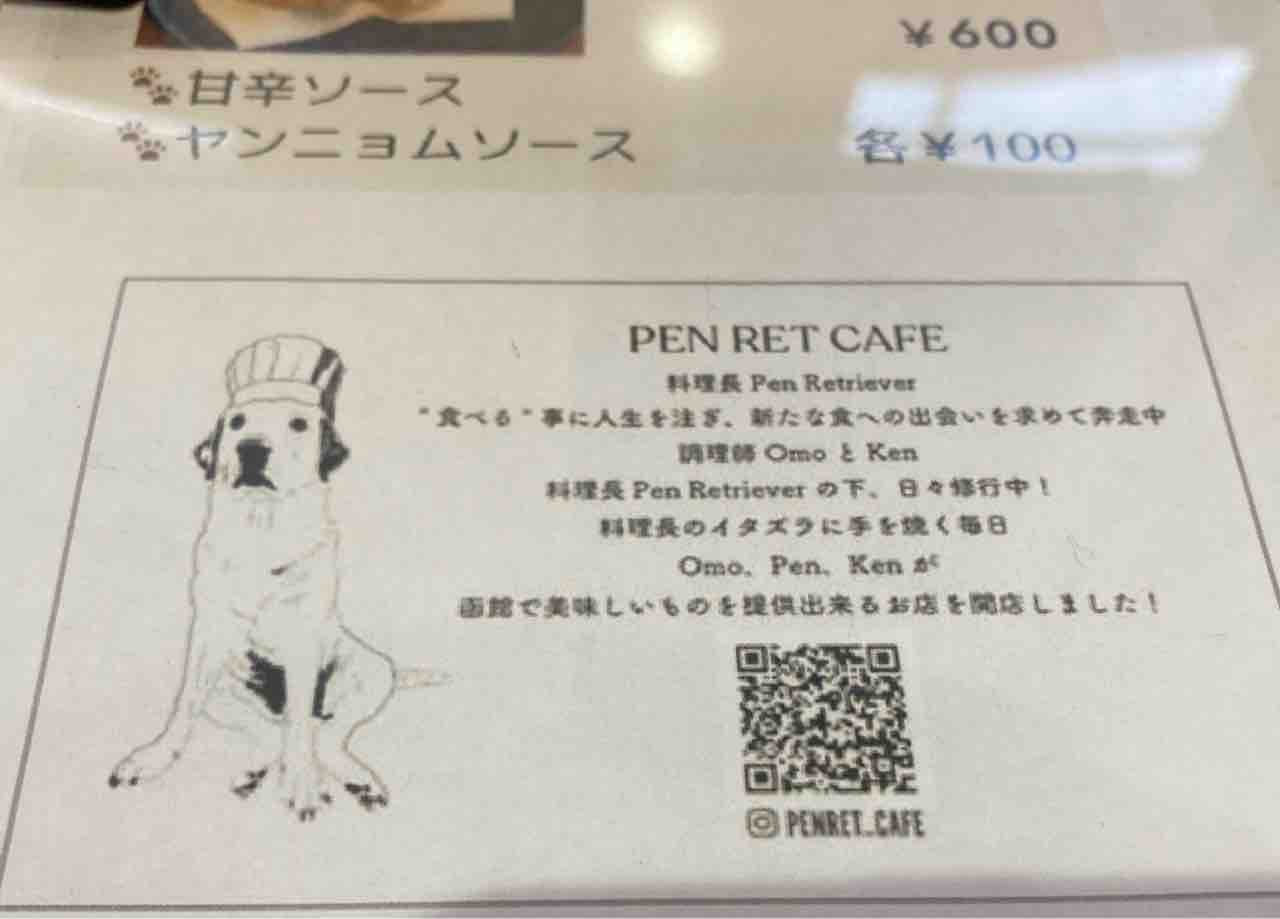 ¥600
甘辛ソース
ヤンニョムソース 各¥100
PEN RET CAFE
料理長 Pen Retriever
"食べる"事に人生を注ぎ、新たな食への出会いを求めて奔走中
調理師 Omo と Ken
料理長 Pen Retriever の下、日々修行中！
料理長のイタズラに手を焼く毎日
Omo、Pen、Ken が
函館で美味しいものを提供出来るお店を開店しました！
PENRET_CAFE